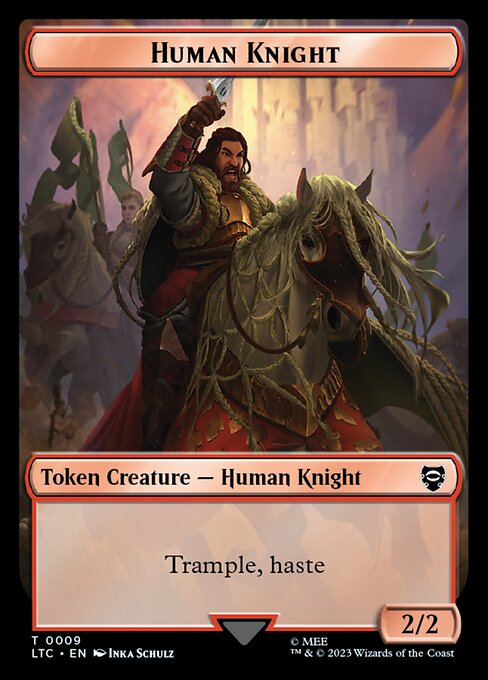 Human Knight
Token Creature — Human Knight
Trample, haste
2/2
T 0009
LTC • EN Inka Schulz
© MEE
™ & © 2023 Wizards of the Coast